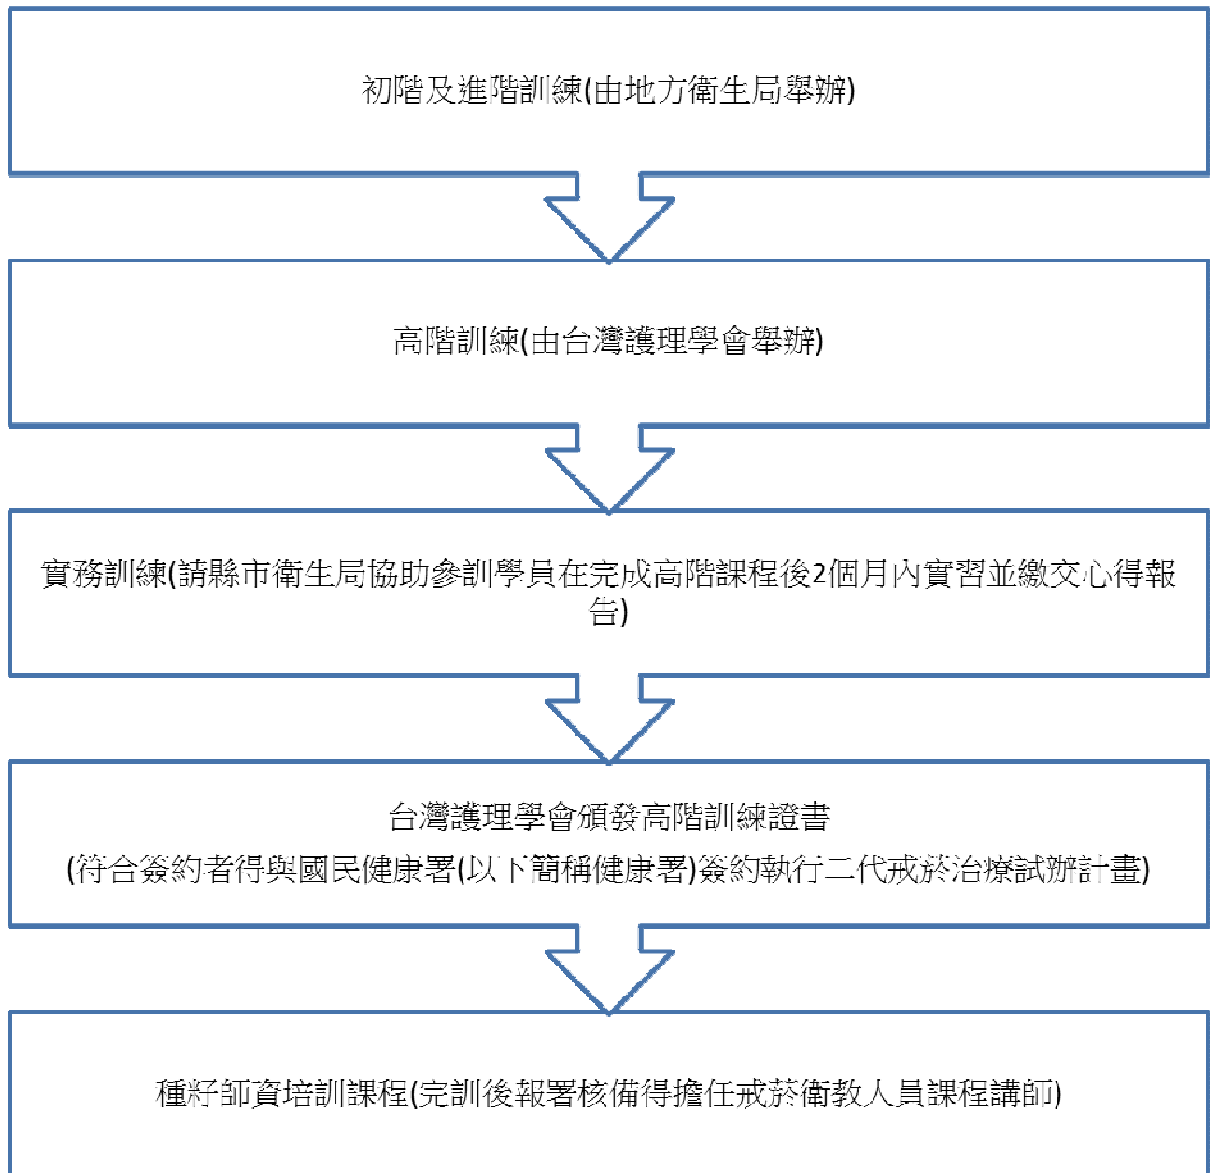 初階及進階訓練(由地方衛生局舉辦)
高階訓練(由台灣護理學會舉辦)
實務訓練(請縣市衛生局協助參訓學員在完成高階課程後2個月內實習並繳交心得報
告)
台灣護理學會頒發高階訓練證書
(符合簽約者得與國民健康署(以下簡稱健康署)簽約執行二代戒菸治療試辦計畫)
種籽師資培訓課程(完訓後報署核備得擔任戒菸衛教人員課程講師)